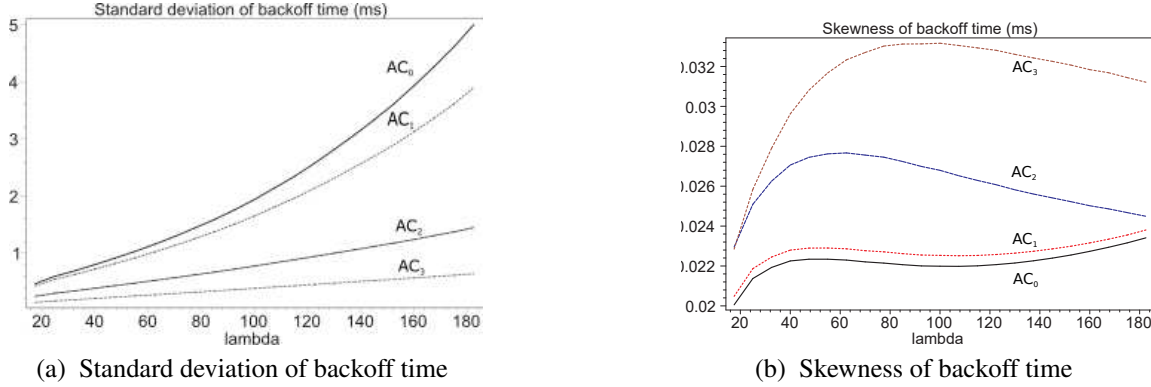 Standard deviation of backoff time (ms)
5
4
3
2
1
AC₀
AC₁
AC₂
AC₃
20 40 60 80 100 120 140 160 180
lambda
(a) Standard deviation of backoff time
Skewness of backoff time (ms)
0.032
0.03
0.028
0.026
0.024
0.022
0.02
AC₃
AC₂
AC₁
AC₀
20 40 60 80 100 120 140 160 180
lambda
(b) Skewness of backoff time